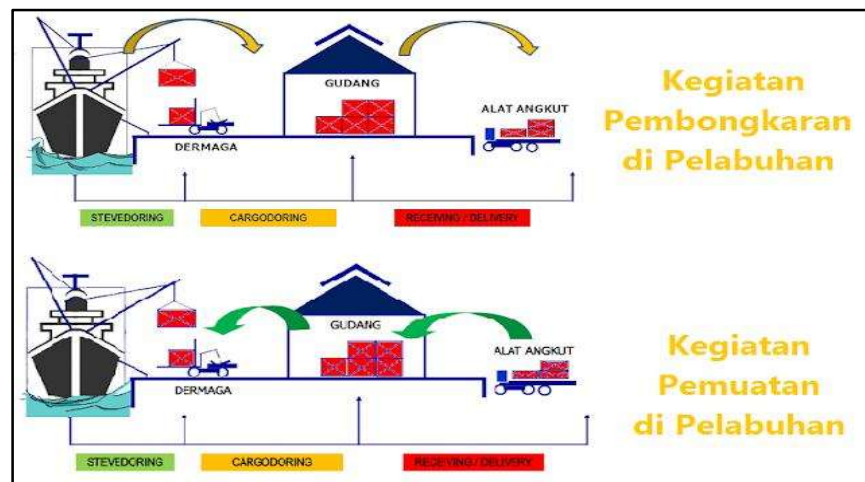 GUDANG
ALAT ANGKUT
DERMAGA
STEVEDORING
CARGODORING
RECEIVING / DELIVERY
Kegiatan
Pembongkaran
di Pelabuhan
GUDANG
ALAT ANGKUT
DERMAGA
STEVEDORING
CARGODORING
RECEIVING / DELIVERY
Kegiatan
Pemuatan
di Pelabuhan